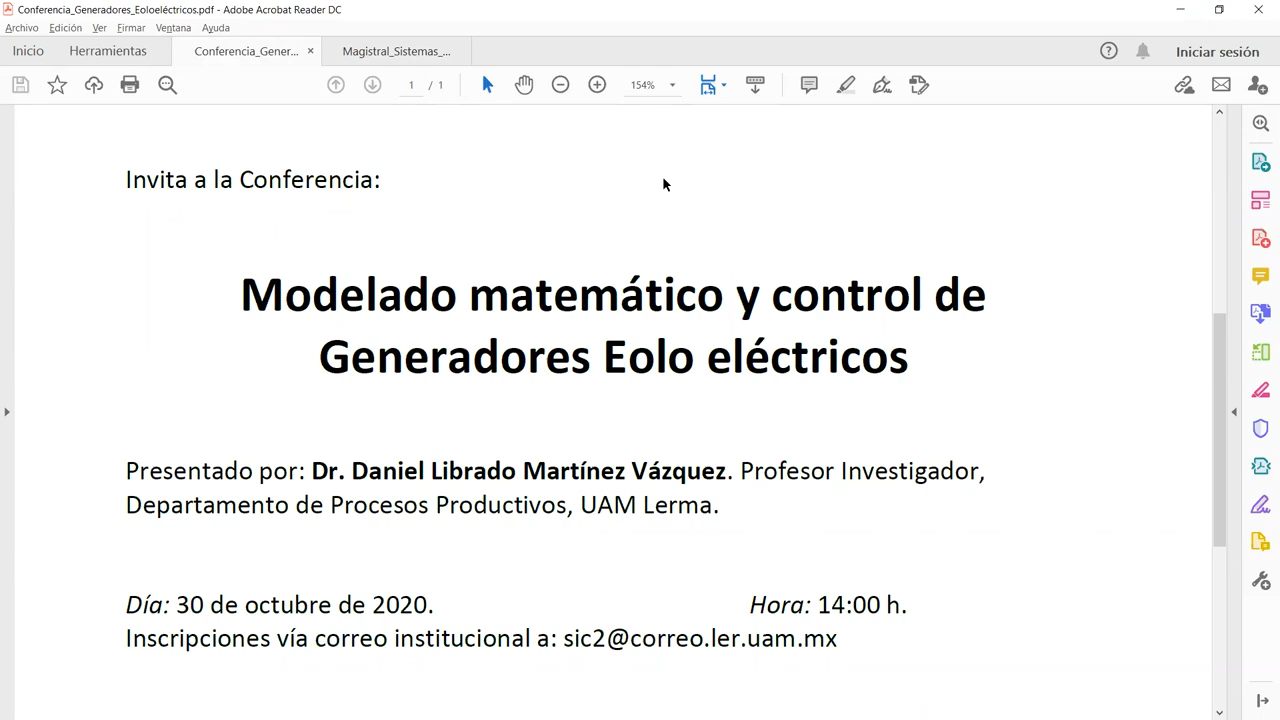 Conferencia_Generadores_Eoloeléctricos.pdf - Adobe Acrobat Reader DC
Archivo Edición Ver Firmar Ventana Ayuda
Inicio Herramientas Conferencia_Gener... × Magistral_Sistemas_... Iniciar sesión
1 / 1 154%
Invita a la Conferencia:
Modelado matemático y control de
Generadores Eolo eléctricos
Presentado por: Dr. Daniel Librado Martínez Vázquez. Profesor Investigador,
Departamento de Procesos Productivos, UAM Lerma.
Día: 30 de octubre de 2020. Hora: 14:00 h.
Inscripciones vía correo institucional a: sic2@correo.ler.uam.mx